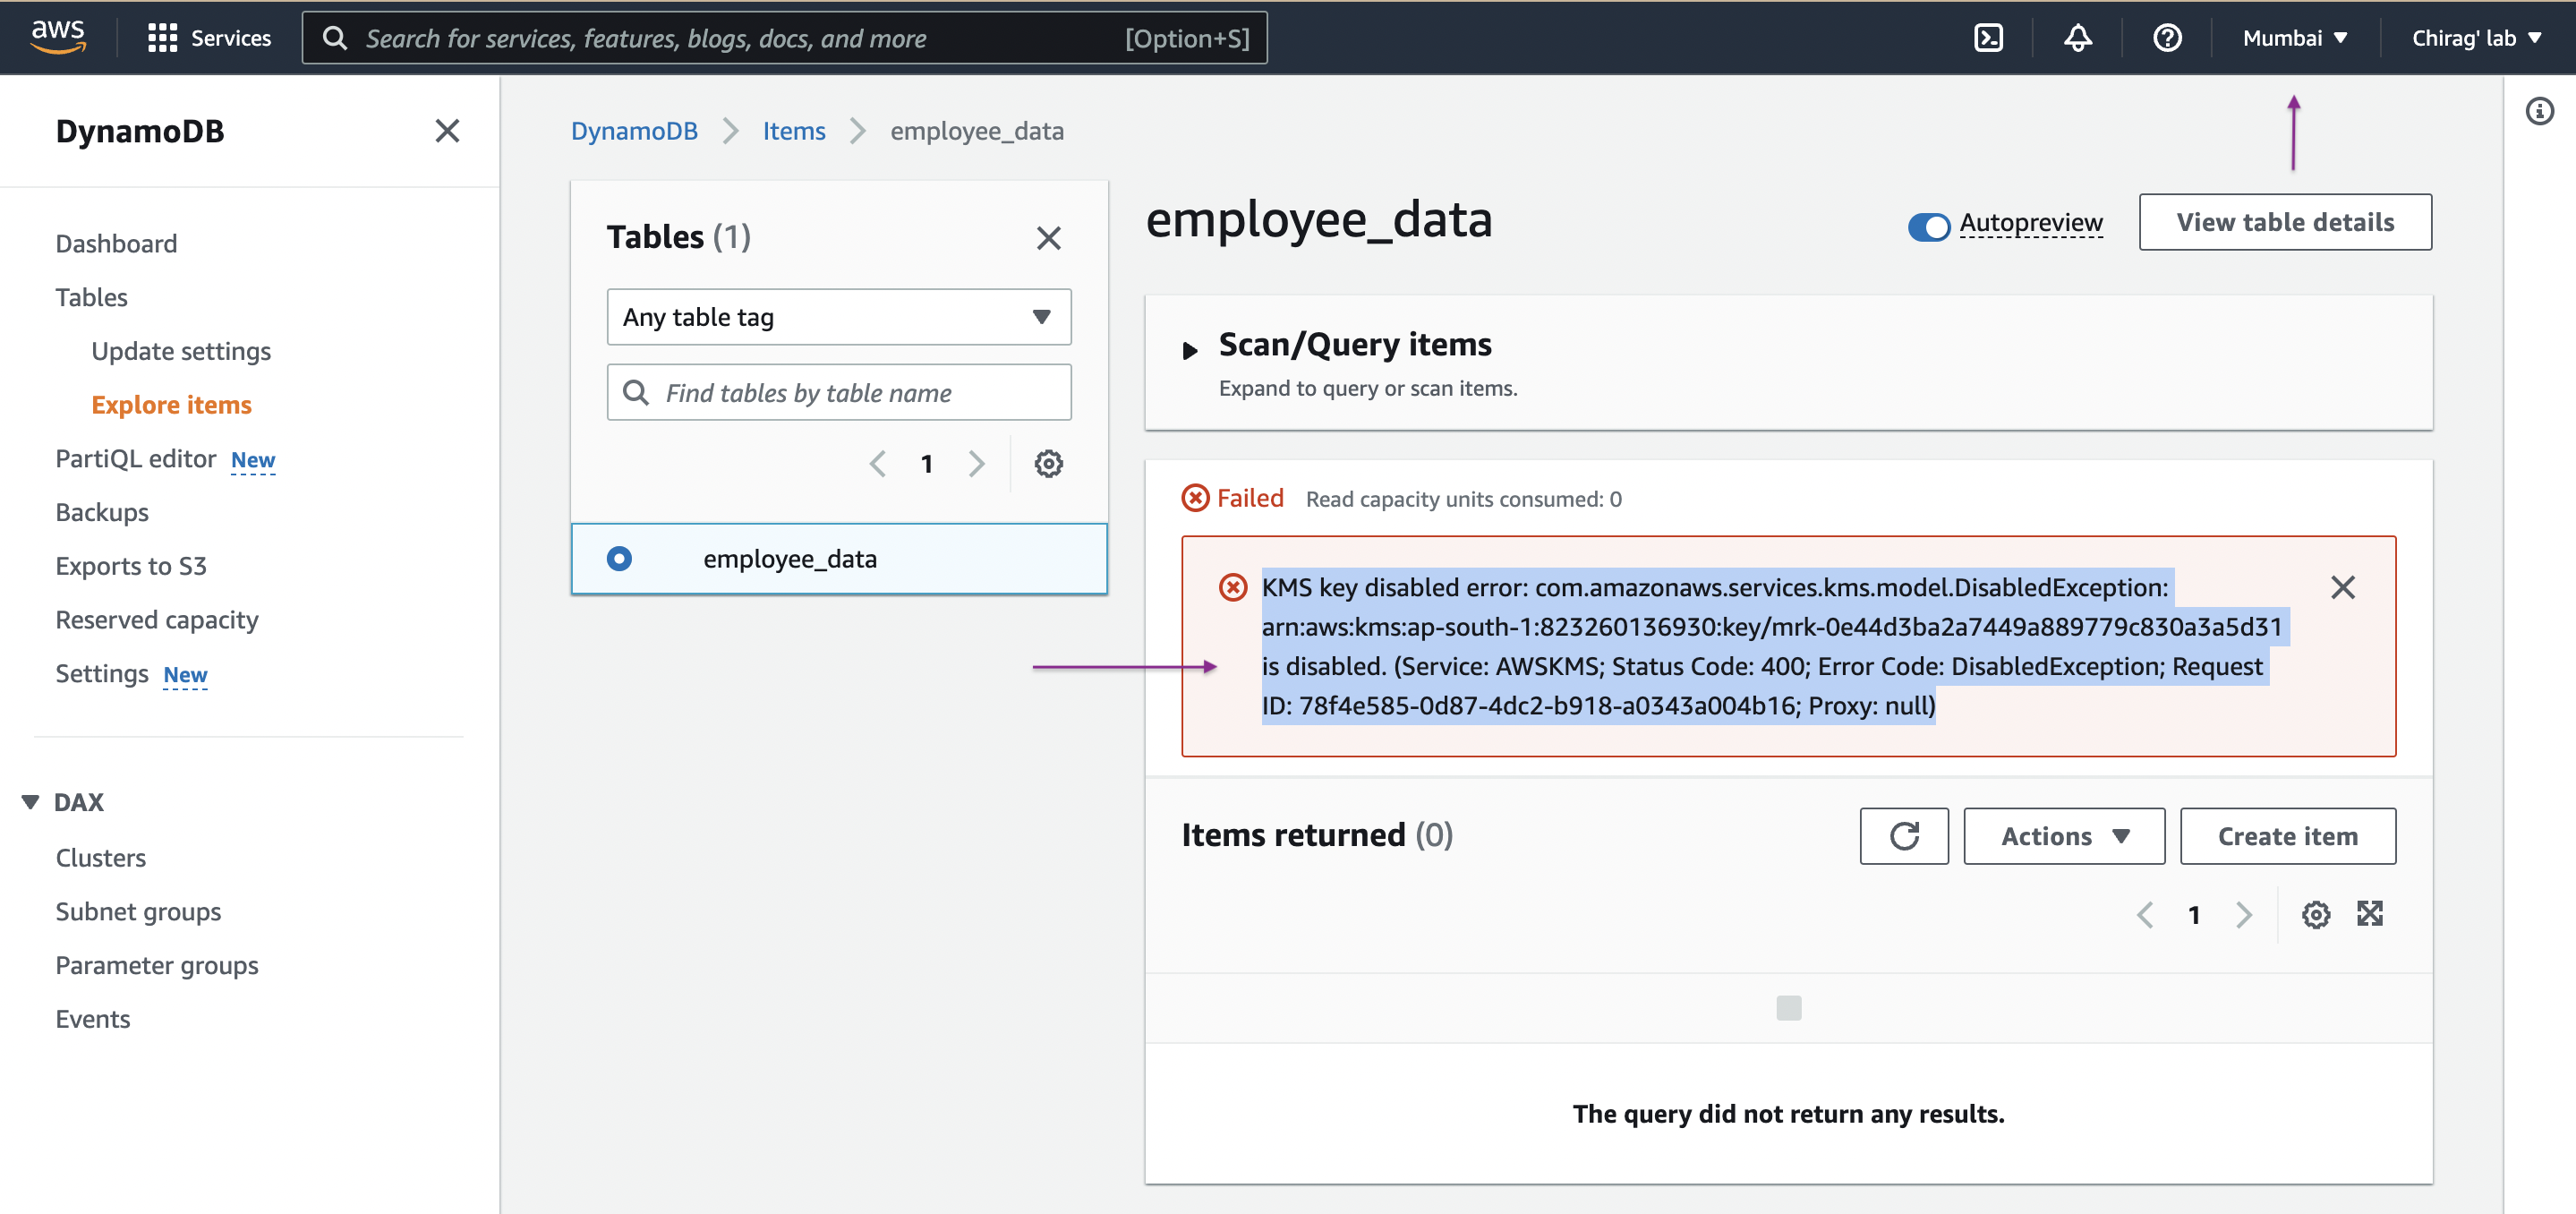 aws
Services
Search for services, features, blogs, docs, and more [Option+S]
Mumbai
Chirag' lab
DynamoDB
Dashboard
Tables
Update settings
Explore items
PartiQL editor New
Backups
Exports to S3
Reserved capacity
Settings New
DAX
Clusters
Subnet groups
Parameter groups
Events
DynamoDB Items employee_data
Tables (1)
Any table tag
Find tables by table name
1
employee_data
employee_data
Autopreview
View table details
Scan/Query items
Expand to query or scan items.
Failed Read capacity units consumed: 0
KMS key disabled error: com.amazonaws.services.kms.model.DisabledException:
arn:aws:kms:ap-south-1:823260136930:key/mrk-0e44d3ba2a7449a889779c830a3a5d31
is disabled. (Service: AWSKMS; Status Code: 400; Error Code: DisabledException; Request
ID: 78f4e585-0d87-4dc2-b918-a0343a004b16; Proxy: null)
Items returned (0)
Actions
Create item
1
The query did not return any results.